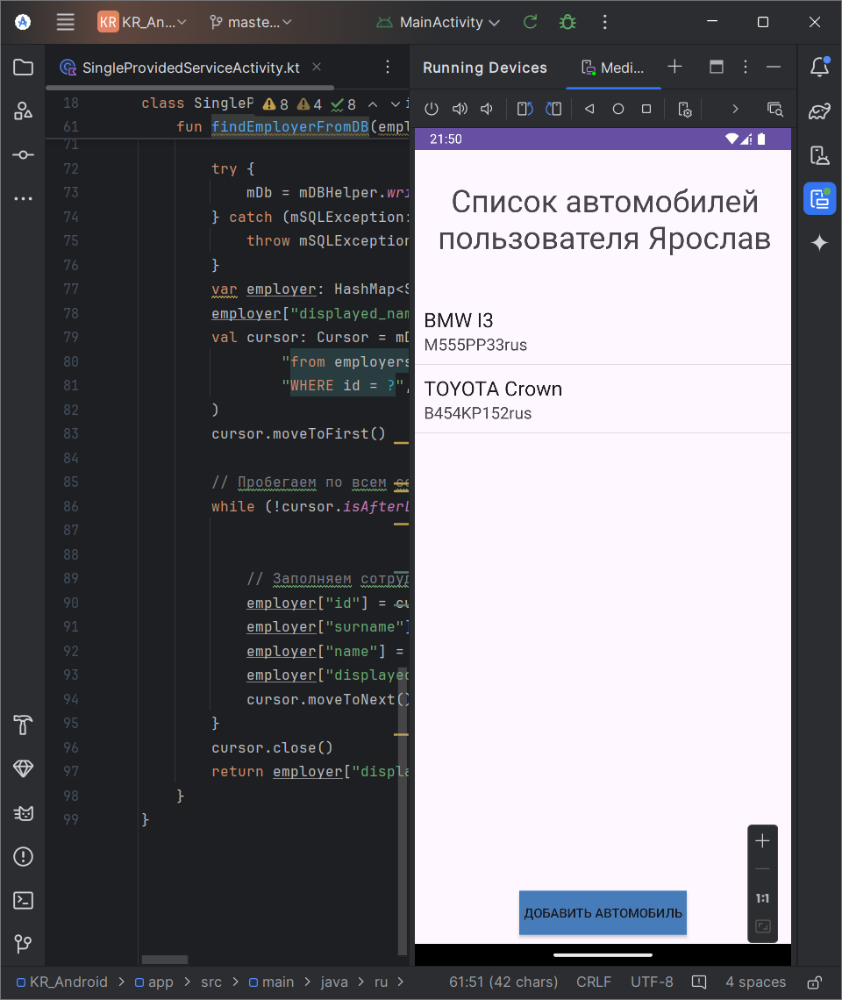 KR KR_An... maste... MainActivity
SingleProvidedServiceActivity.kt
Running Devices Medi...
18 class SingleP 8 4 8
61 fun findEmployerFromDB(empl
71
72 try {
73 mDb = mDBHelper.wri
74 } catch (mSQLException:
75 throw mSQLException
76 }
77 var employer: HashMap<S
78 employer["displayed_nam
79 val cursor: Cursor = mD
80 "from employers
81 "WHERE id = ?",
82 )
83 cursor.moveToFirst()
84
85 // Пробегаем по всем
86 while (!cursor.isAfterL
87
88
89 // Заполняем сотруд
90 employer["id"] = cu
91 employer["surname"]
92 employer["name"] =
93 employer["displayed
94 cursor.moveToNext()
95 }
96 cursor.close()
97 return employer["displa
98 }
99 }
21:50
Список автомобилей
пользователя Ярослав
BMW I3
М555РР33rus
TOYOTA Crown
В454КР152rus
ДОБАВИТЬ АВТОМОБИЛЬ
1:1
KR_Android > app > src > main > java > ru > 61:51 (42 chars) CRLF UTF-8 4 spaces